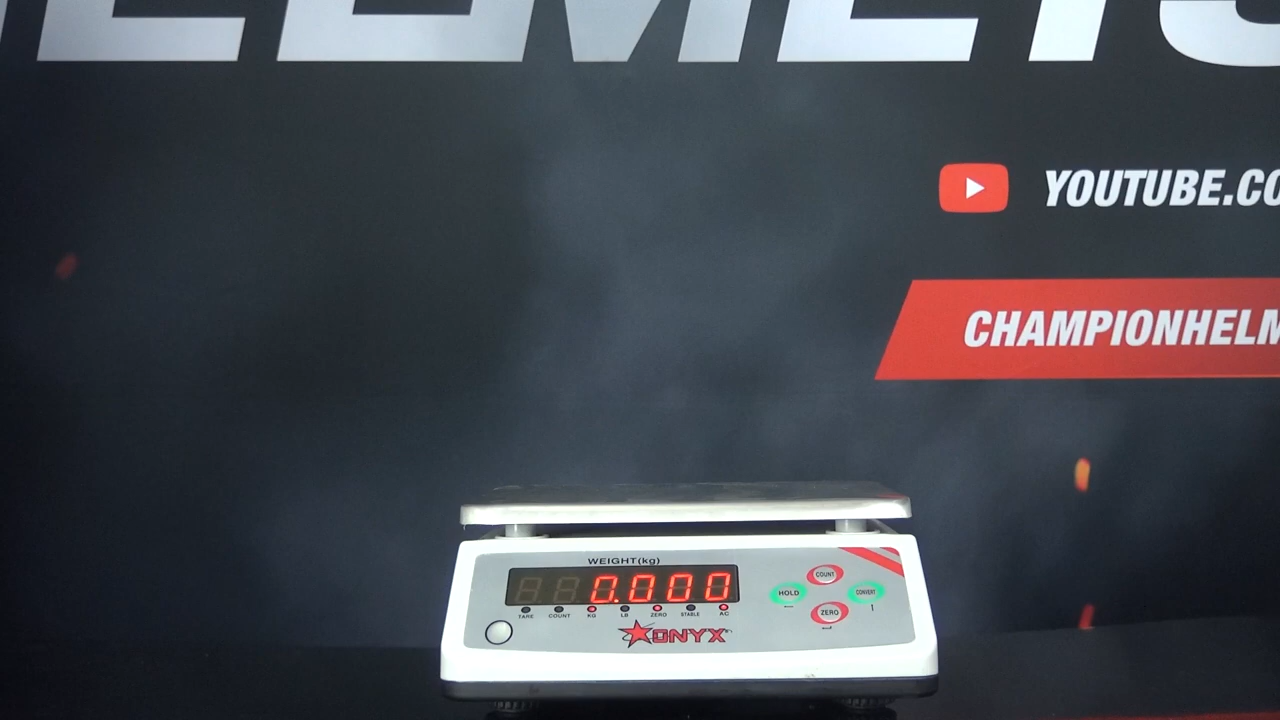 HELMETS
YOUTUBE.CO
CHAMPIONHELM
WEIGHT(kg)
0.000
TARE COUNT KG LB ZERO STABLE AC
COUNT
HOLD
CONVERT
ZERO
ONYX